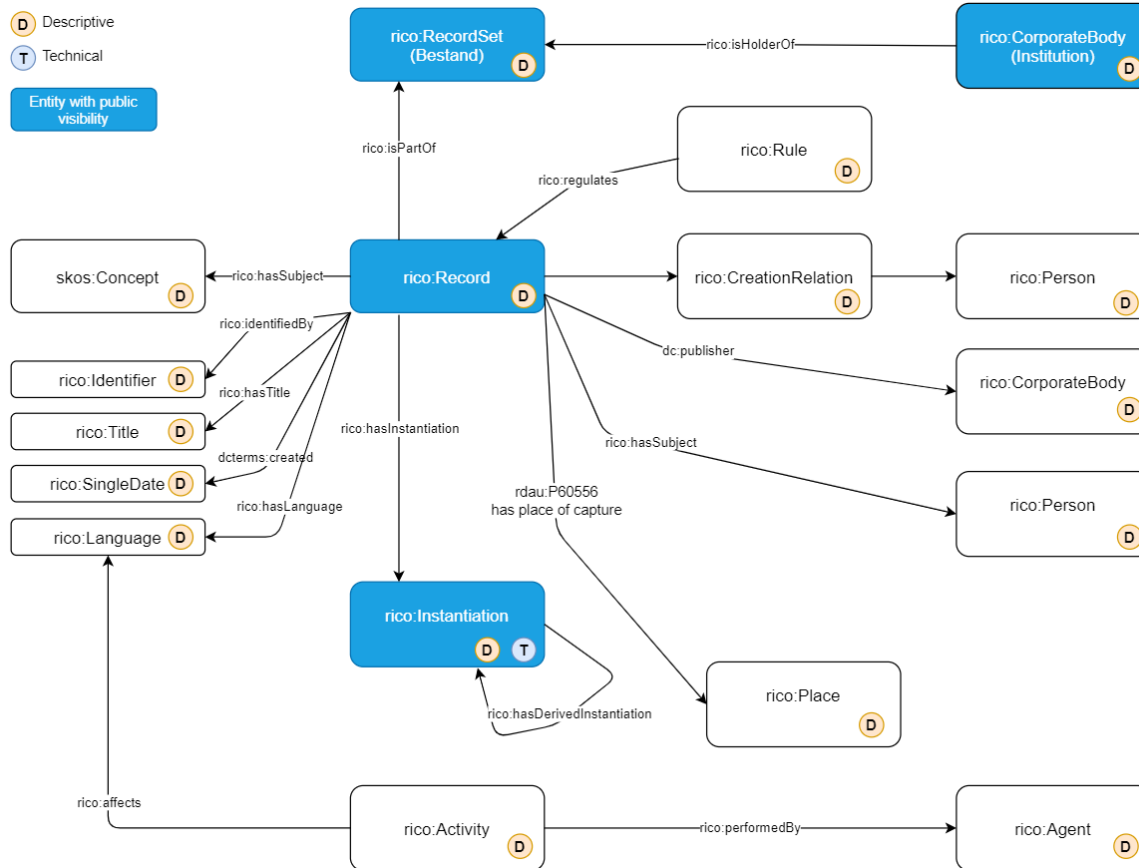 D Descriptive
T Technical
Entity with public
visibility
rico:RecordSet
(Bestand)
D
rico:isHolderOf
rico:CorporateBody
(Institution)
D
rico:isPartOf
rico:Rule
D
rico:regulates
skos:Concept
D
rico:hasSubject
rico:Record
D
rico:CreationRelation
D
rico:Person
D
rico:identifiedBy
rico:Identifier D
dc:publisher
rico:CorporateBody
D
rico:hasTitle
rico:Title D
rico:hasInstantiation
rico:hasSubject
dcterms:created
rico:SingleDate D
rdau:P60556
has place of capture
rico:Person
D
rico:hasLanguage
rico:Language D
rico:Instantiation
D T
rico:hasDerivedInstantiation
rico:Place
D
rico:affects
rico:Activity
D
rico:performedBy
rico:Agent
D